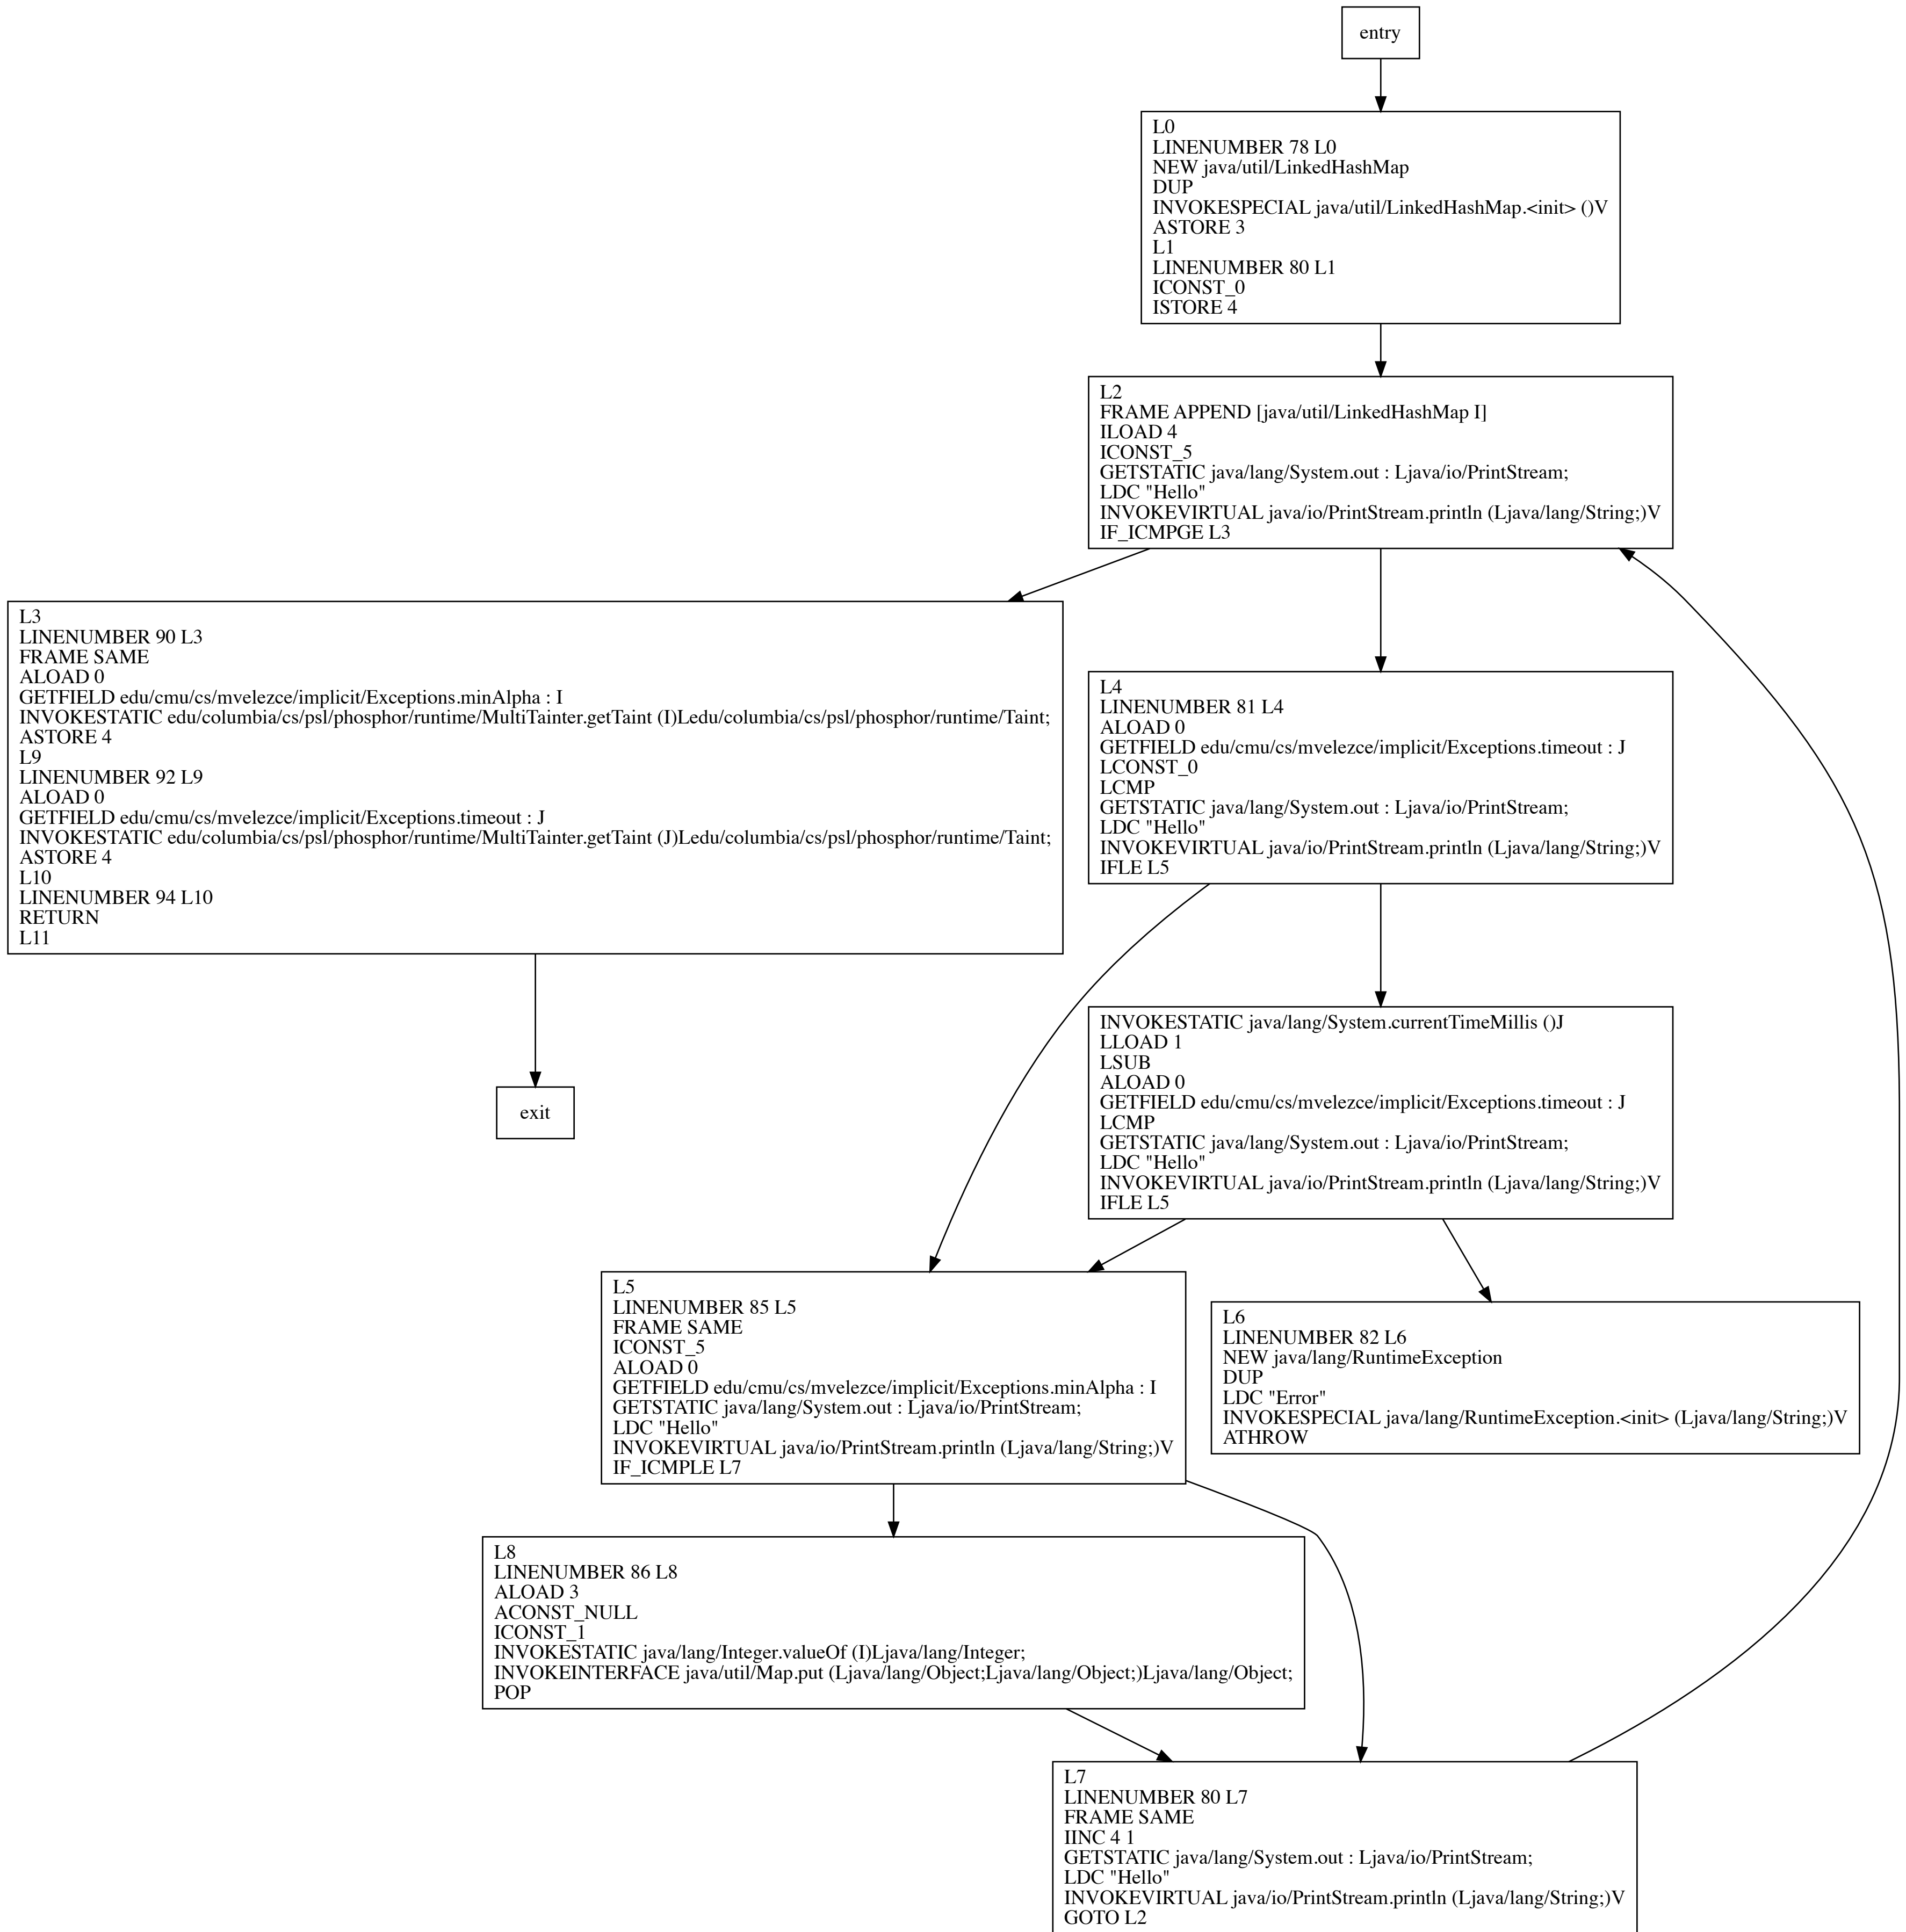 entry
L0
LINENUMBER 78 L0
NEW java/util/LinkedHashMap
DUP
INVOKESPECIAL java/util/LinkedHashMap.<init> ()V
ASTORE 3
L1
LINENUMBER 80 L1
ICONST_0
ISTORE 4
L2
FRAME APPEND [java/util/LinkedHashMap I]
ILOAD 4
ICONST_5
GETSTATIC java/lang/System.out : Ljava/io/PrintStream;
LDC "Hello"
INVOKEVIRTUAL java/io/PrintStream.println (Ljava/lang/String;)V
IF_ICMPGE L3
L3
LINENUMBER 90 L3
FRAME SAME
ALOAD 0
GETFIELD edu/cmu/cs/mvelezce/implicit/Exceptions.minAlpha : I
INVOKESTATIC edu/columbia/cs/psl/phosphor/runtime/MultiTainter.getTaint (I)Ledu/columbia/cs/psl/phosphor/runtime/Taint;
ASTORE 4
L9
LINENUMBER 92 L9
ALOAD 0
GETFIELD edu/cmu/cs/mvelezce/implicit/Exceptions.timeout : J
INVOKESTATIC edu/columbia/cs/psl/phosphor/runtime/MultiTainter.getTaint (J)Ledu/columbia/cs/psl/phosphor/runtime/Taint;
ASTORE 4
L10
LINENUMBER 94 L10
RETURN
L11
L4
LINENUMBER 81 L4
ALOAD 0
GETFIELD edu/cmu/cs/mvelezce/implicit/Exceptions.timeout : J
LCONST_0
LCMP
GETSTATIC java/lang/System.out : Ljava/io/PrintStream;
LDC "Hello"
INVOKEVIRTUAL java/io/PrintStream.println (Ljava/lang/String;)V
IFLE L5
exit
INVOKESTATIC java/lang/System.currentTimeMillis ()J
LLOAD 1
LSUB
ALOAD 0
GETFIELD edu/cmu/cs/mvelezce/implicit/Exceptions.timeout : J
LCMP
GETSTATIC java/lang/System.out : Ljava/io/PrintStream;
LDC "Hello"
INVOKEVIRTUAL java/io/PrintStream.println (Ljava/lang/String;)V
IFLE L5
L5
LINENUMBER 85 L5
FRAME SAME
ICONST_5
ALOAD 0
GETFIELD edu/cmu/cs/mvelezce/implicit/Exceptions.minAlpha : I
GETSTATIC java/lang/System.out : Ljava/io/PrintStream;
LDC "Hello"
INVOKEVIRTUAL java/io/PrintStream.println (Ljava/lang/String;)V
IF_ICMPLE L7
L6
LINENUMBER 82 L6
NEW java/lang/RuntimeException
DUP
LDC "Error"
INVOKESPECIAL java/lang/RuntimeException.<init> (Ljava/lang/String;)V
ATHROW
L8
LINENUMBER 86 L8
ALOAD 3
ACONST_NULL
ICONST_1
INVOKESTATIC java/lang/Integer.valueOf (I)Ljava/lang/Integer;
INVOKEINTERFACE java/util/Map.put (Ljava/lang/Object;Ljava/lang/Object;)Ljava/lang/Object;
POP
L7
LINENUMBER 80 L7
FRAME SAME
IINC 4 1
GETSTATIC java/lang/System.out : Ljava/io/PrintStream;
LDC "Hello"
INVOKEVIRTUAL java/io/PrintStream.println (Ljava/lang/String;)V
GOTO L2